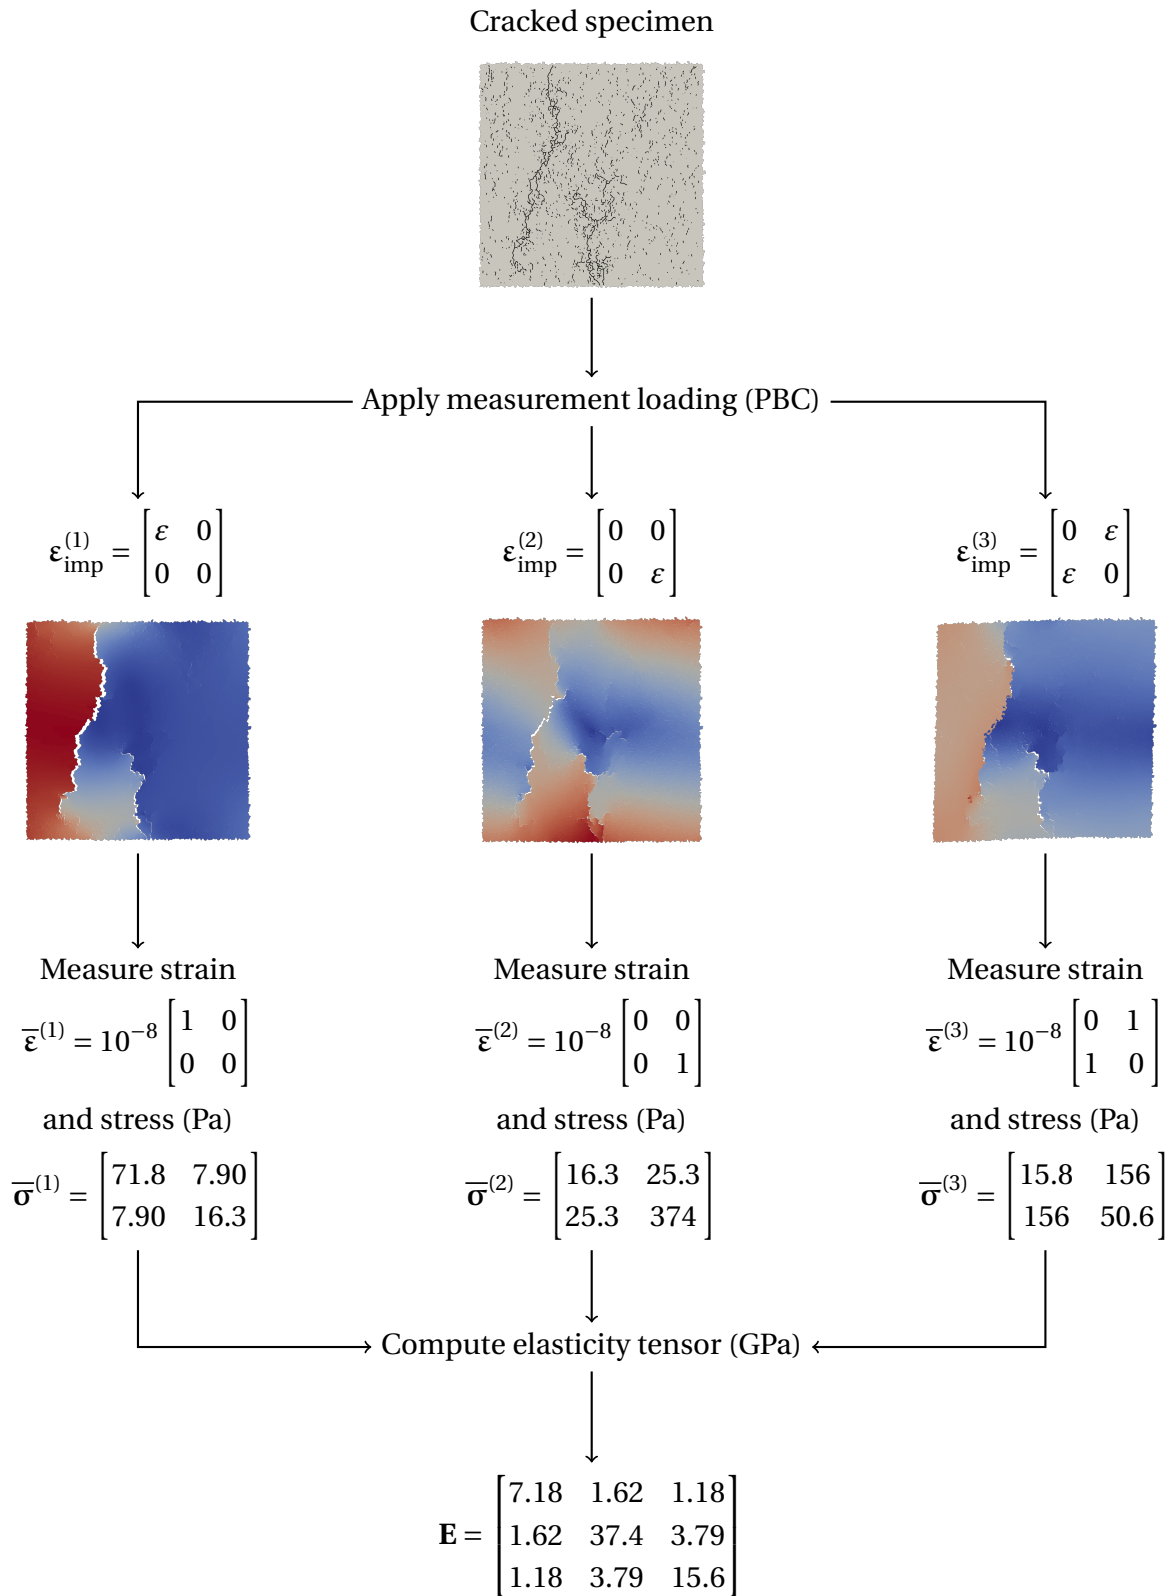 Cracked specimen
Apply measurement loading (PBC)
ε_imp^(1) = [ε 0; 0 0]
ε_imp^(2) = [0 0; 0 ε]
ε_imp^(3) = [0 ε; ε 0]
Measure strain
ε̅^(1) = 10^−8 [1 0; 0 0]
and stress (Pa)
σ̅^(1) = [71.8 7.90; 7.90 16.3]
Measure strain
ε̅^(2) = 10^−8 [0 0; 0 1]
and stress (Pa)
σ̅^(2) = [16.3 25.3; 25.3 374]
Measure strain
ε̅^(3) = 10^−8 [0 1; 1 0]
and stress (Pa)
σ̅^(3) = [15.8 156; 156 50.6]
Compute elasticity tensor (GPa)
E = [7.18 1.62 1.18; 1.62 37.4 3.79; 1.18 3.79 15.6]